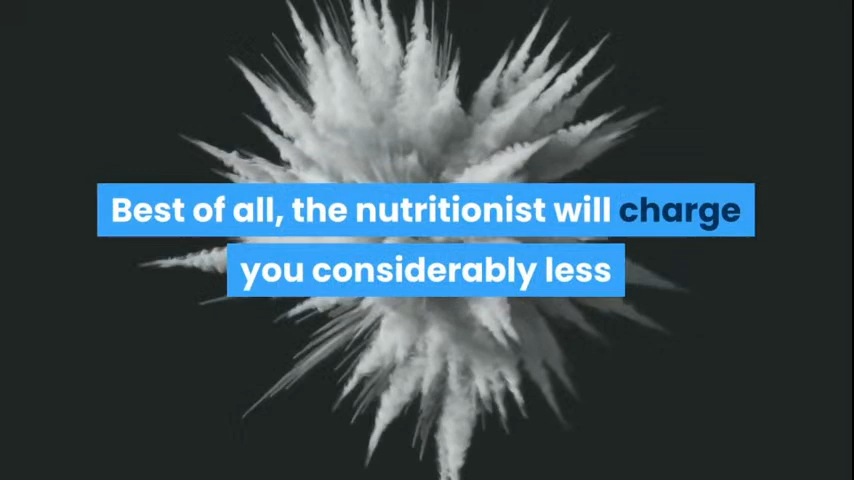 Best of all, the nutritionist will charge
you considerably less